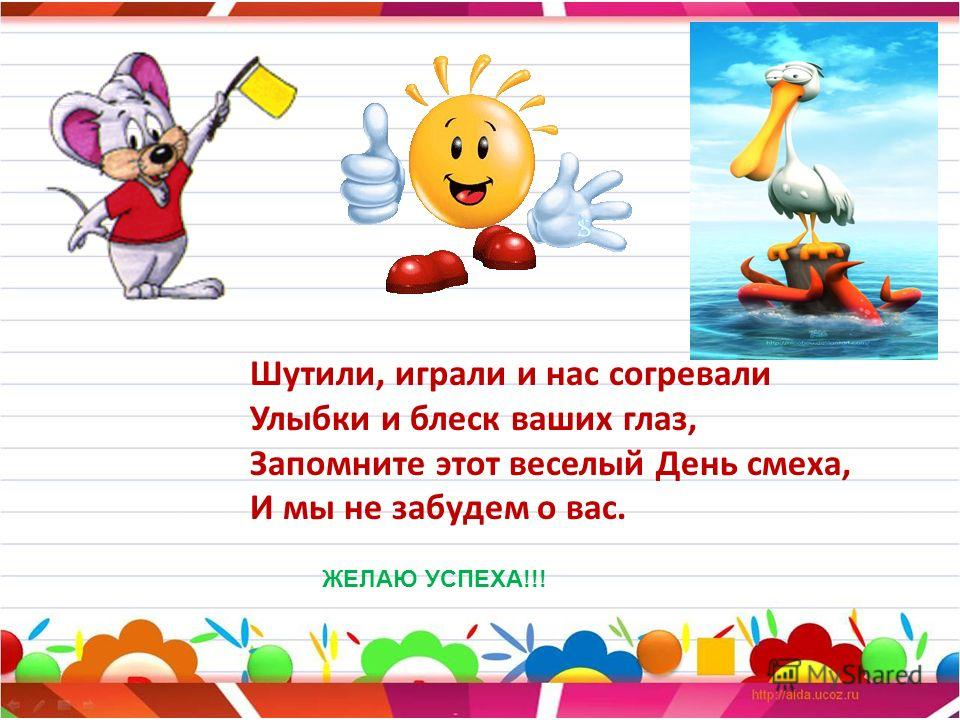 Шутили, играли и нас согревали
Улыбки и блеск ваших глаз,
Запомните этот веселый День смеха,
И мы не забудем о вас.
ЖЕЛАЮ УСПЕХА!!!
MyShared
http://aida.ucoz.ru